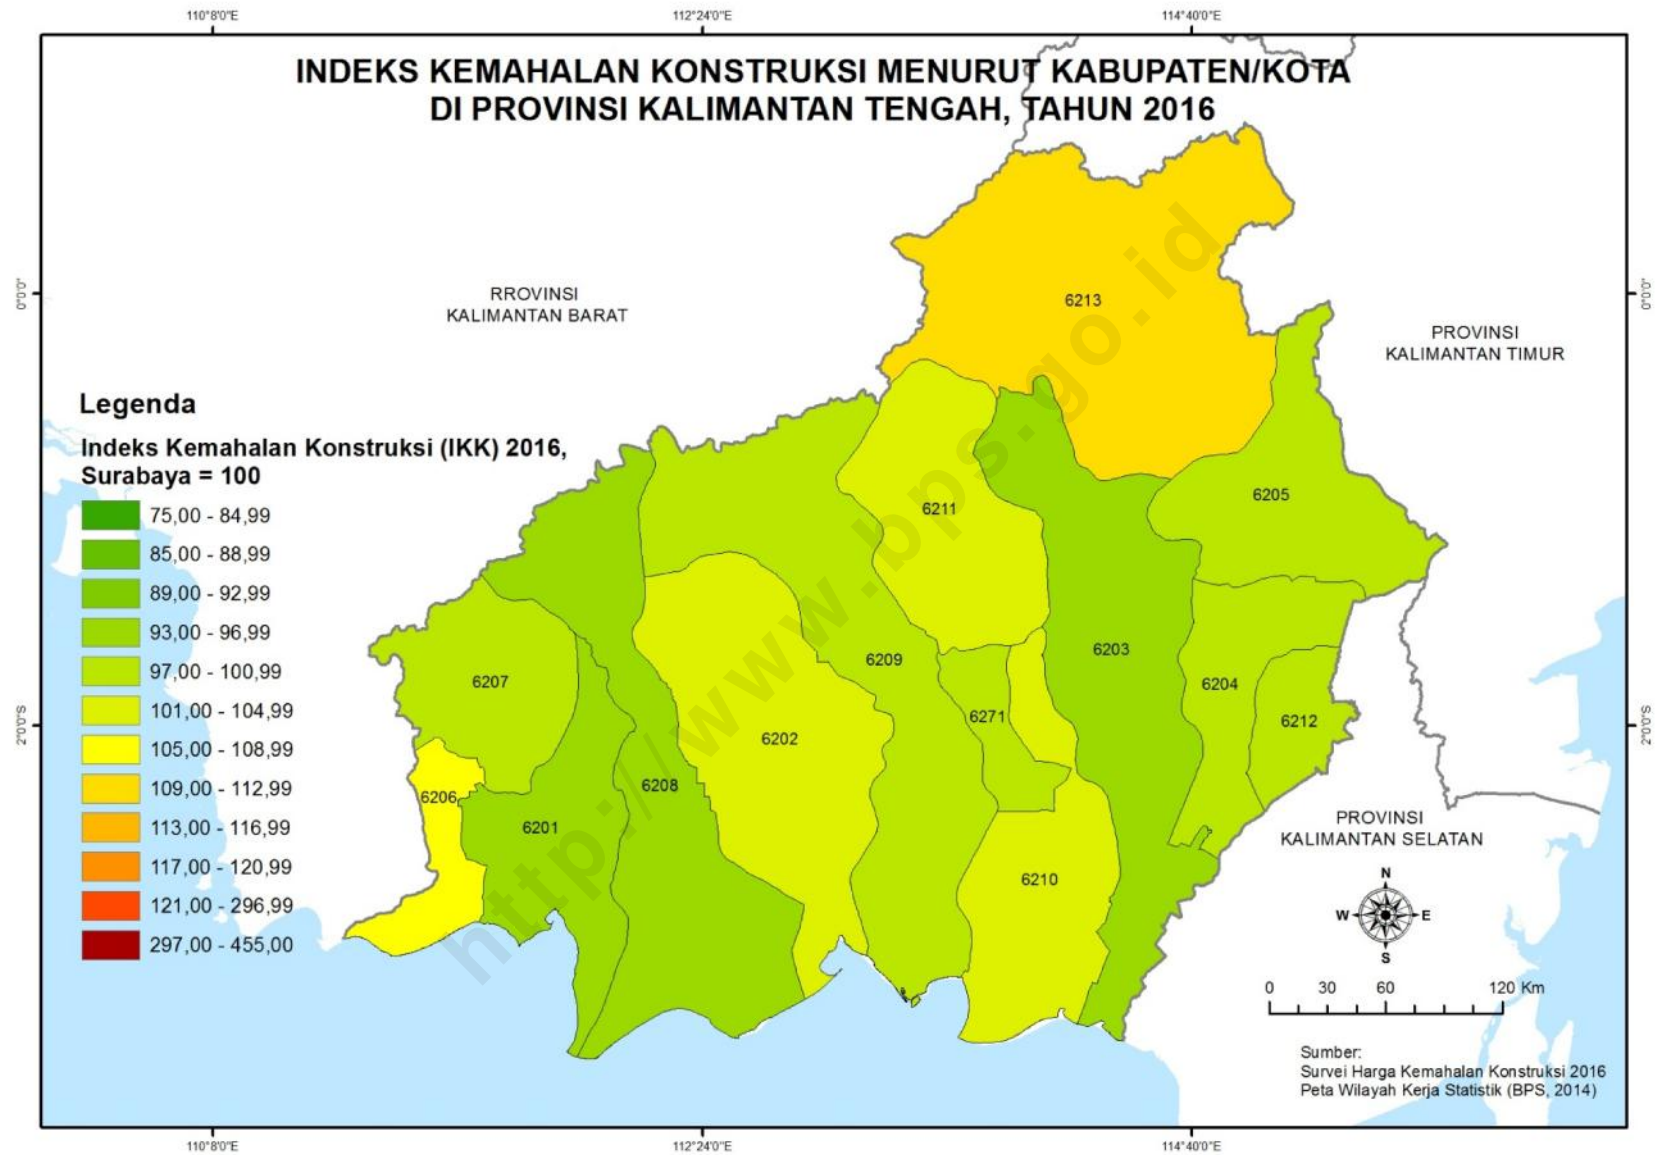 110°8'0"E
112°24'0"E
114°40'0"E
INDEKS KEMAHALAN KONSTRUKSI MENURUT KABUPATEN/KOTA
DI PROVINSI KALIMANTAN TENGAH, TAHUN 2016
0°0'0"
0°0'0"
RROVINSI
KALIMANTAN BARAT
6213
PROVINSI
KALIMANTAN TIMUR
Legenda
Indeks Kemahalan Konstruksi (IKK) 2016,
Surabaya = 100
75,00 - 84,99
85,00 - 88,99
89,00 - 92,99
93,00 - 96,99
97,00 - 100,99
101,00 - 104,99
105,00 - 108,99
109,00 - 112,99
113,00 - 116,99
117,00 - 120,99
121,00 - 296,99
297,00 - 455,00
6205
6211
6209
6203
6207
6204
6271
6212
6202
6208
6206
6201
6210
2°0'0"S
2°0'0"S
PROVINSI
KALIMANTAN SELATAN
N
W
E
S
0 30 60 120 Km
Sumber:
Survei Harga Kemahalan Konstruksi 2016
Peta Wilayah Kerja Statistik (BPS, 2014)
110°8'0"E
112°24'0"E
114°40'0"E
http://www.bps.go.id